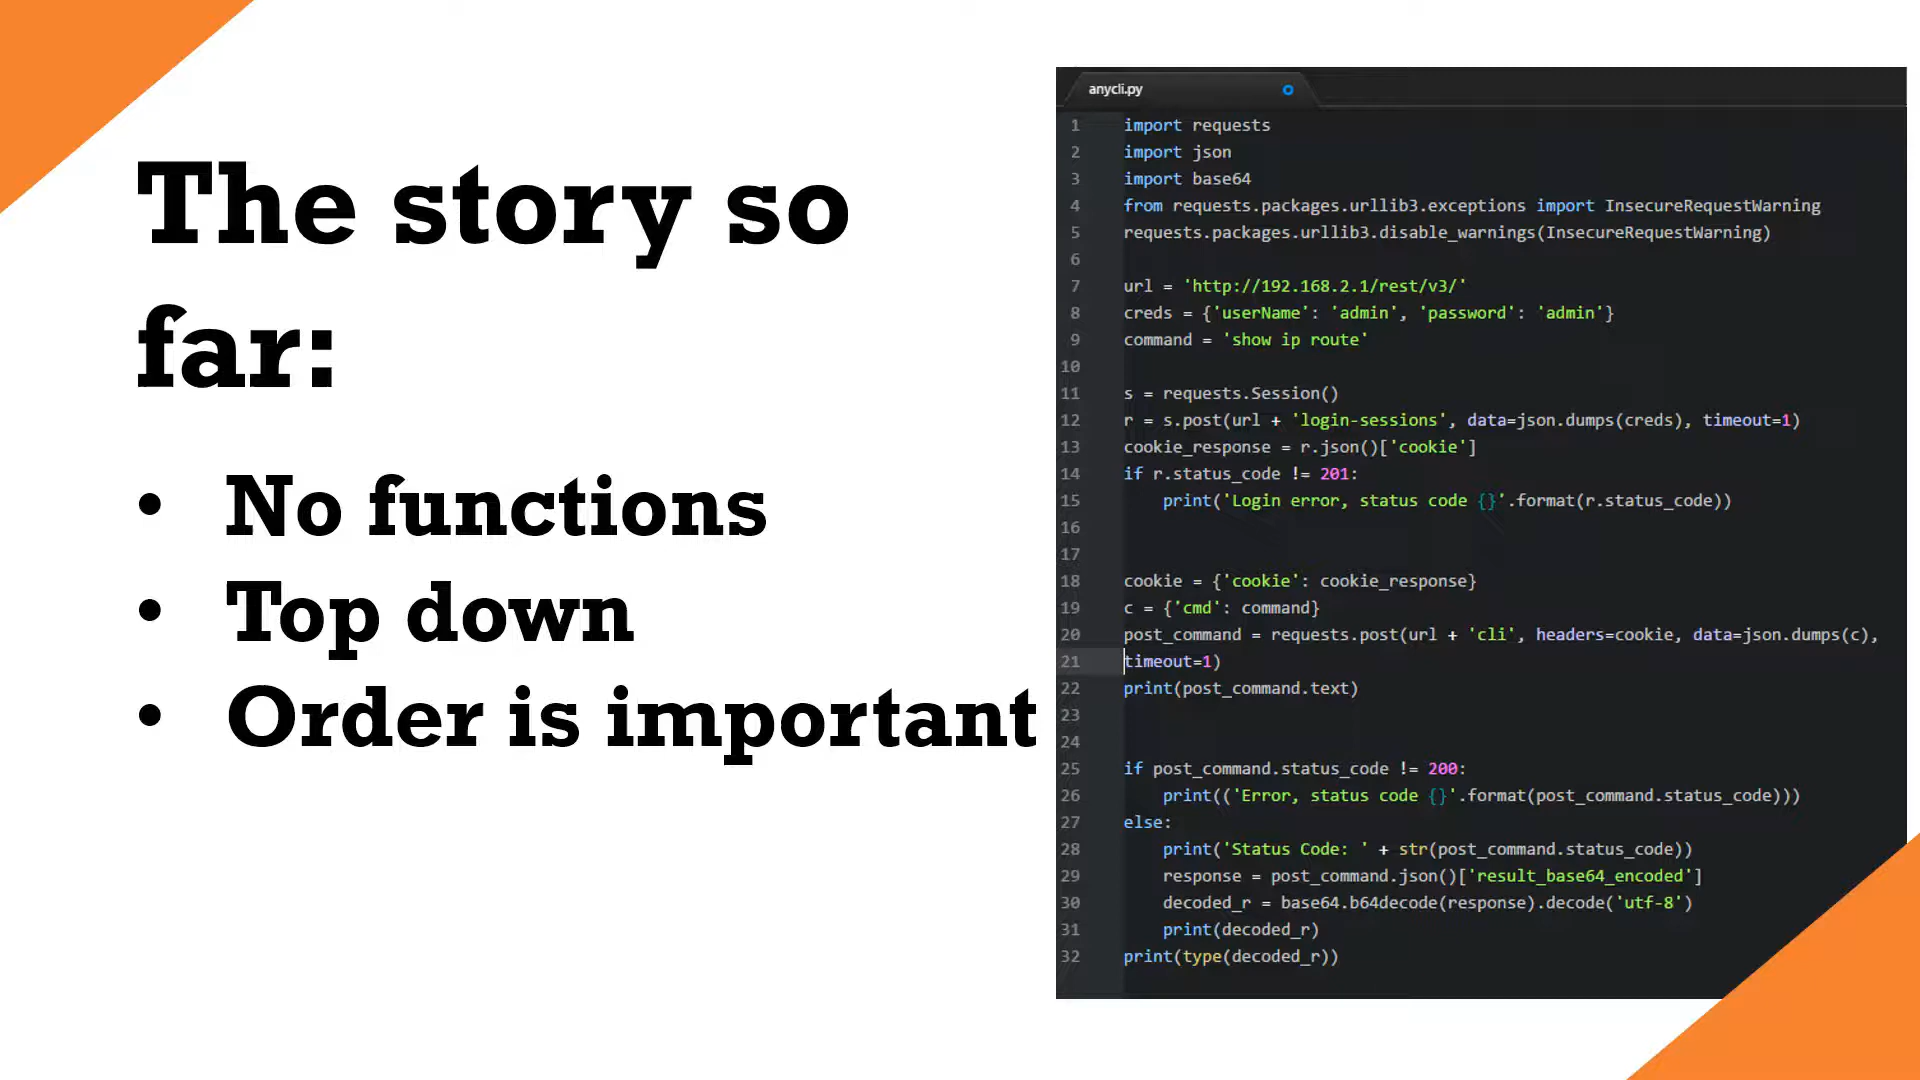 The story so
far:
• No functions
• Top down
• Order is important
anycli.py
1 import requests
2 import json
3 import base64
4 from requests.packages.urllib3.exceptions import InsecureRequestWarning
5 requests.packages.urllib3.disable_warnings(InsecureRequestWarning)
6
7 url = 'http://192.168.2.1/rest/v3/'
8 creds = {'userName': 'admin', 'password': 'admin'}
9 command = 'show ip route'
10
11 s = requests.Session()
12 r = s.post(url + 'login-sessions', data=json.dumps(creds), timeout=1)
13 cookie_response = r.json()['cookie']
14 if r.status_code != 201:
15     print('Login error, status code {}'.format(r.status_code))
16
17
18 cookie = {'cookie': cookie_response}
19 c = {'cmd': command}
20 post_command = requests.post(url + 'cli', headers=cookie, data=json.dumps(c),
21 timeout=1)
22 print(post_command.text)
23
24
25 if post_command.status_code != 200:
26     print(('Error, status code {}'.format(post_command.status_code)))
27 else:
28     print('Status Code: ' + str(post_command.status_code))
29     response = post_command.json()['result_base64_encoded']
30     decoded_r = base64.b64decode(response).decode('utf-8')
31     print(decoded_r)
32 print(type(decoded_r))